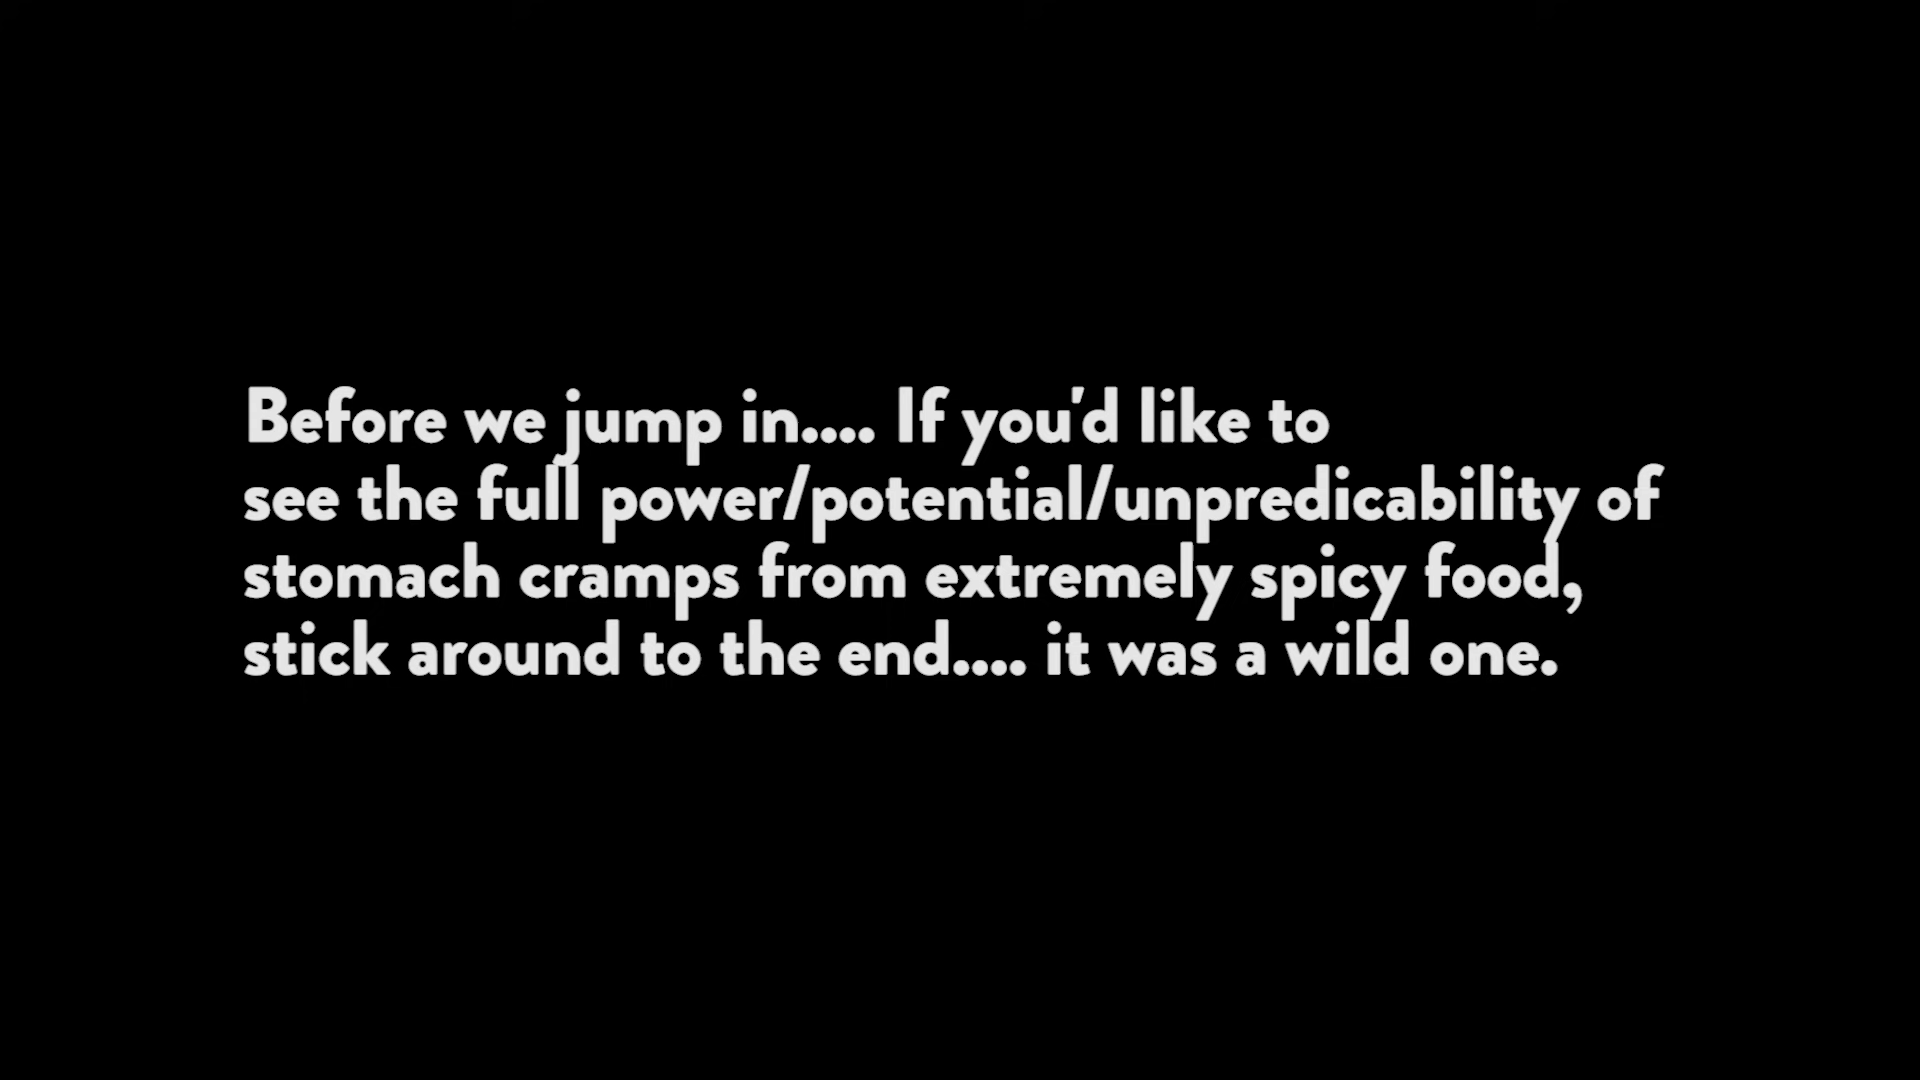 Before we jump in.... If you'd like to
see the full power/potential/unpredicability of
stomach cramps from extremely spicy food,
stick around to the end.... it was a wild one.